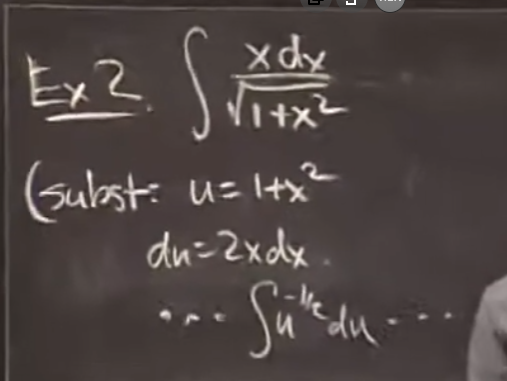 Ex 2. ∫ x dx / √(1+x²)
(subst: u = 1+x²
du = 2x dx.
... ∫ u^(-1/2) du ...